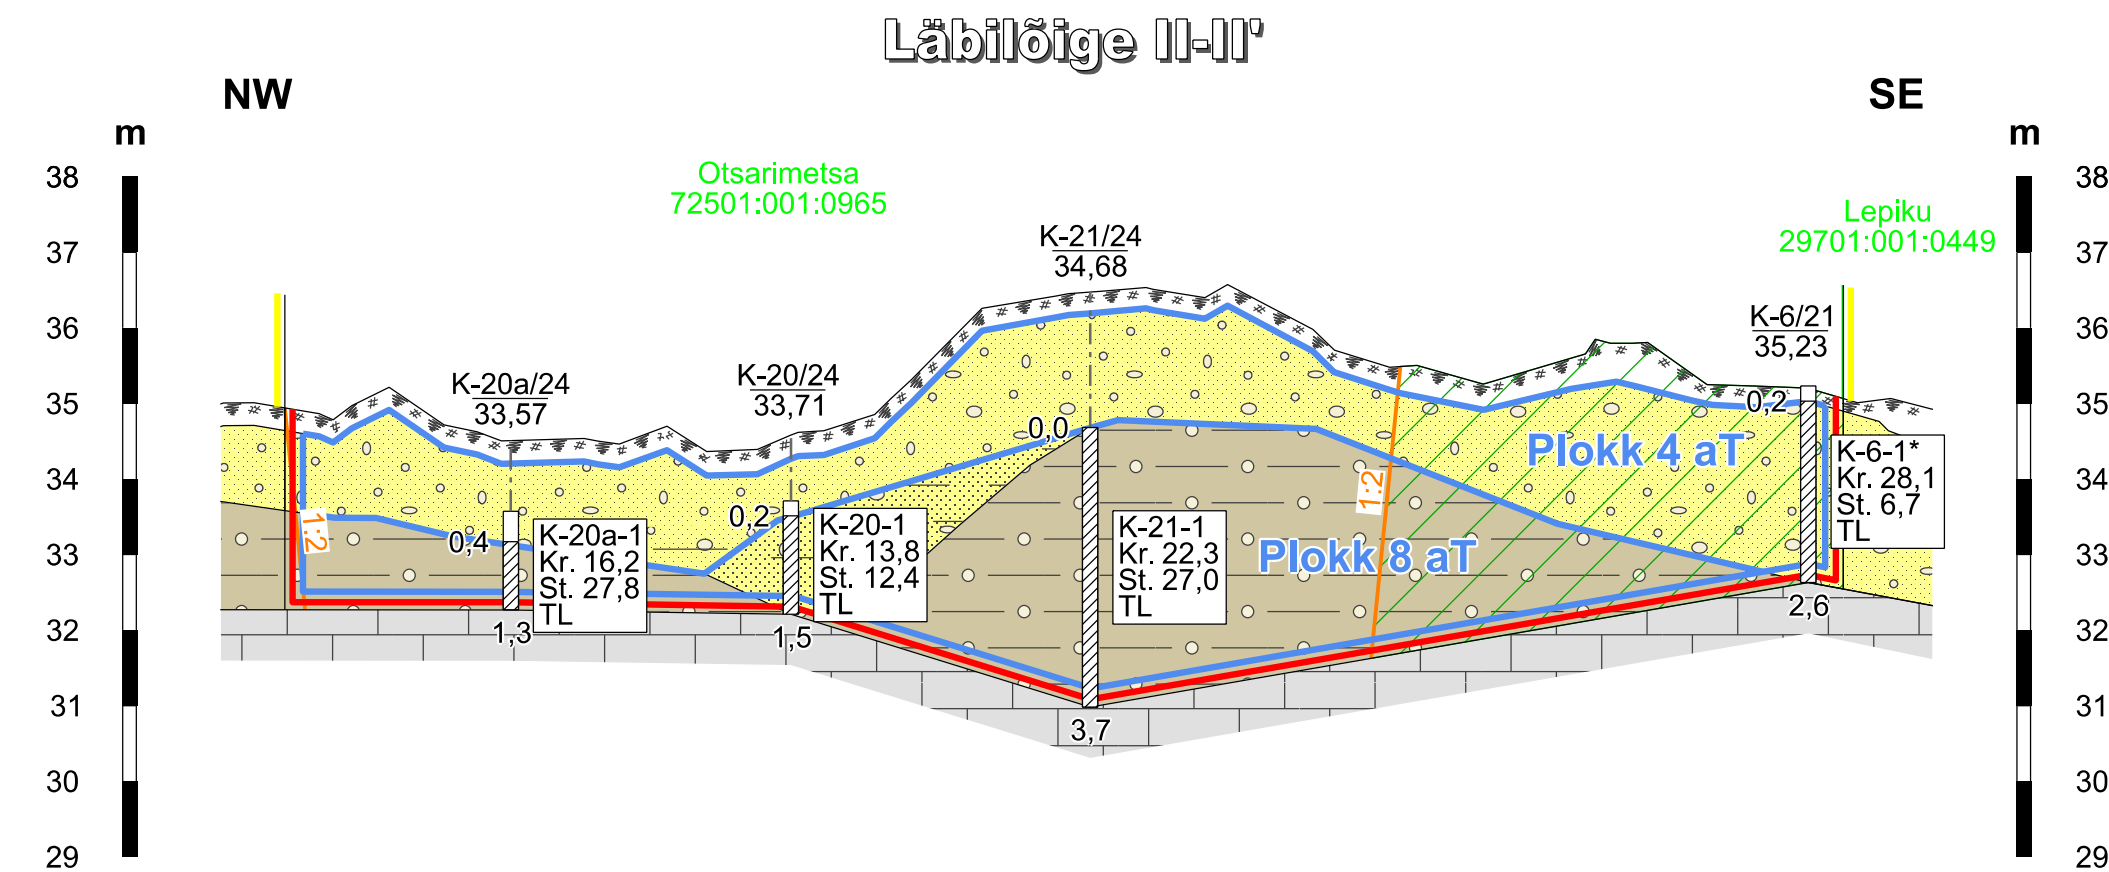 Läbilõige II-II'
NW
SE
m
m
38
37
36
35
34
33
32
31
30
29
38
37
36
35
34
33
32
31
30
29
Otsarimetsa
72501:001:0965
Lepiku
29701:001:0449
K-20a/24
33,57
K-20/24
33,71
K-21/24
34,68
K-6/21
35,23
0,4
0,2
0,0
0,2
1:2
1:2
K-20a-1
Kr. 16,2
St. 27,8
TL
K-20-1
Kr. 13,8
St. 12,4
TL
K-21-1
Kr. 22,3
St. 27,0
TL
K-6-1*
Kr. 28,1
St. 6,7
TL
Plokk 4 aT
Plokk 8 aT
1,3
1,5
3,7
2,6